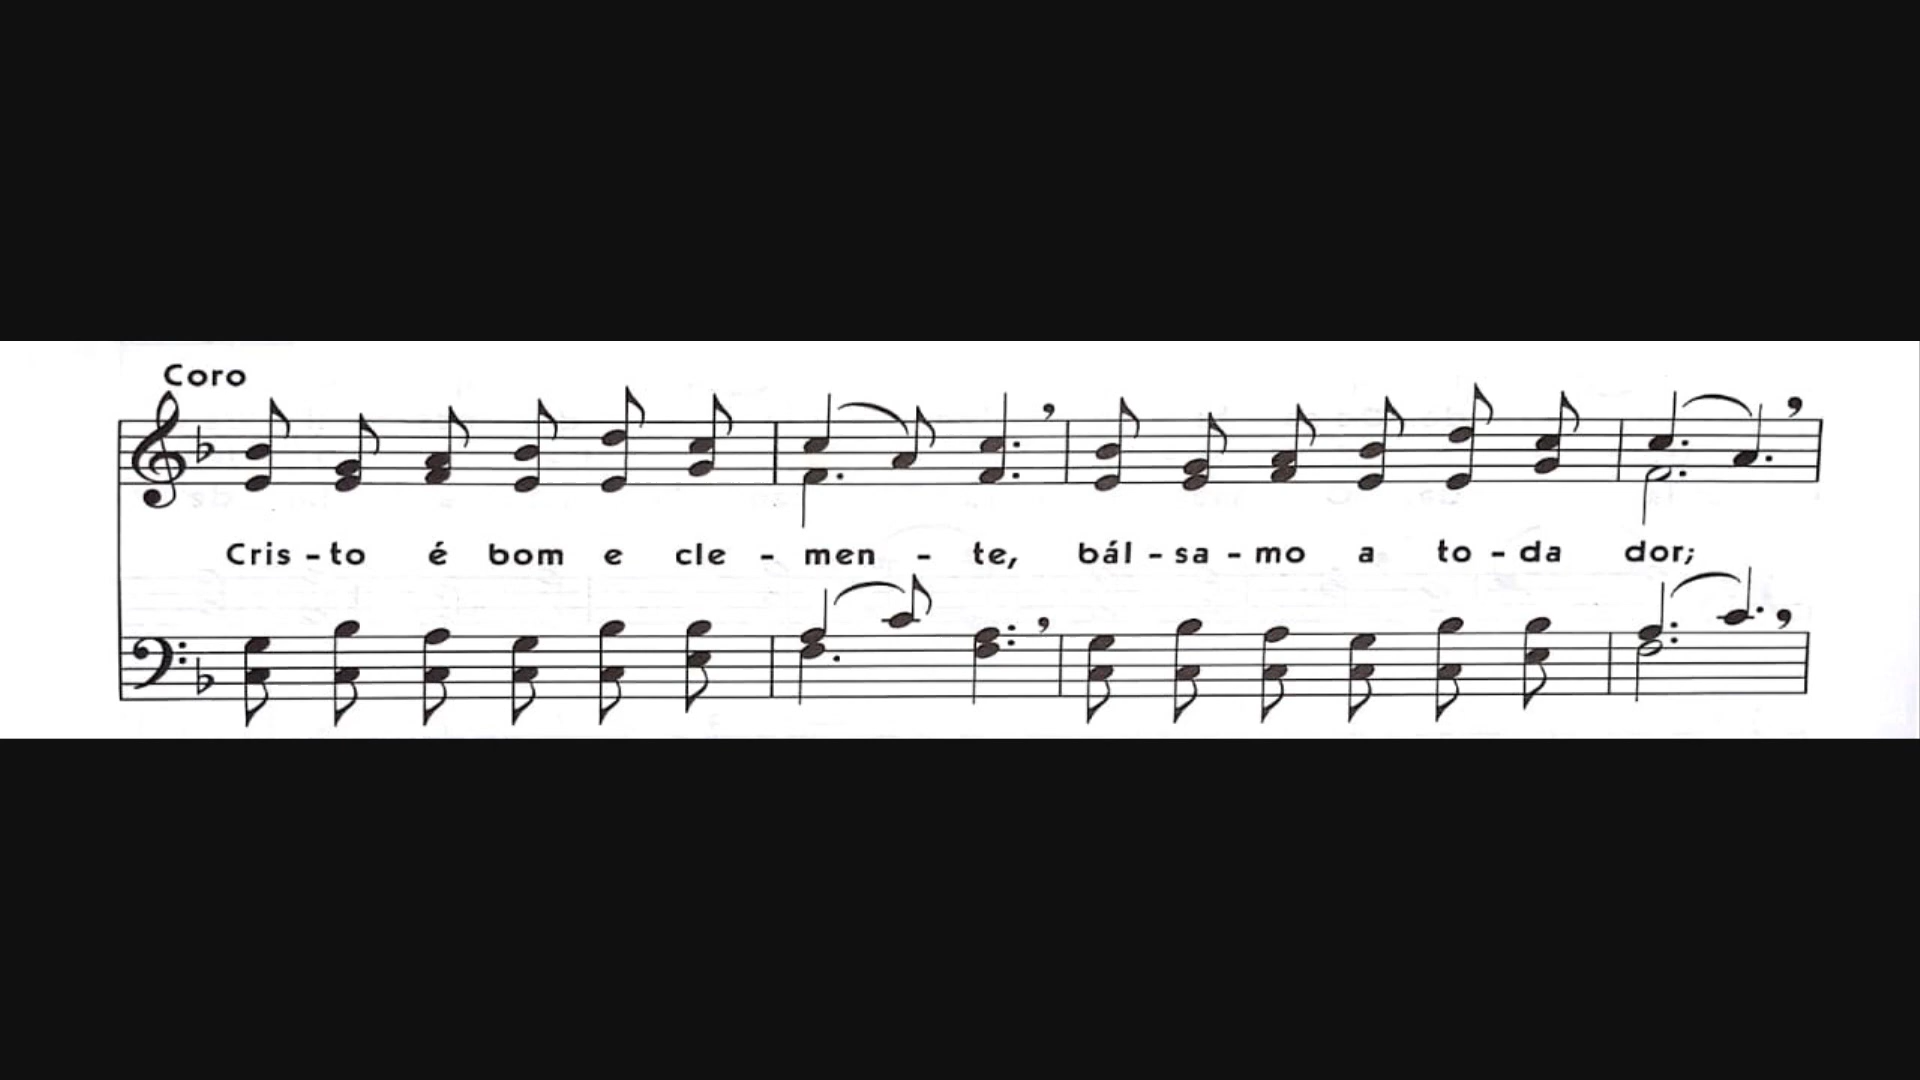 Coro
Cris - to é bom e cle - men - te, bál - sa - mo a to - da dor;